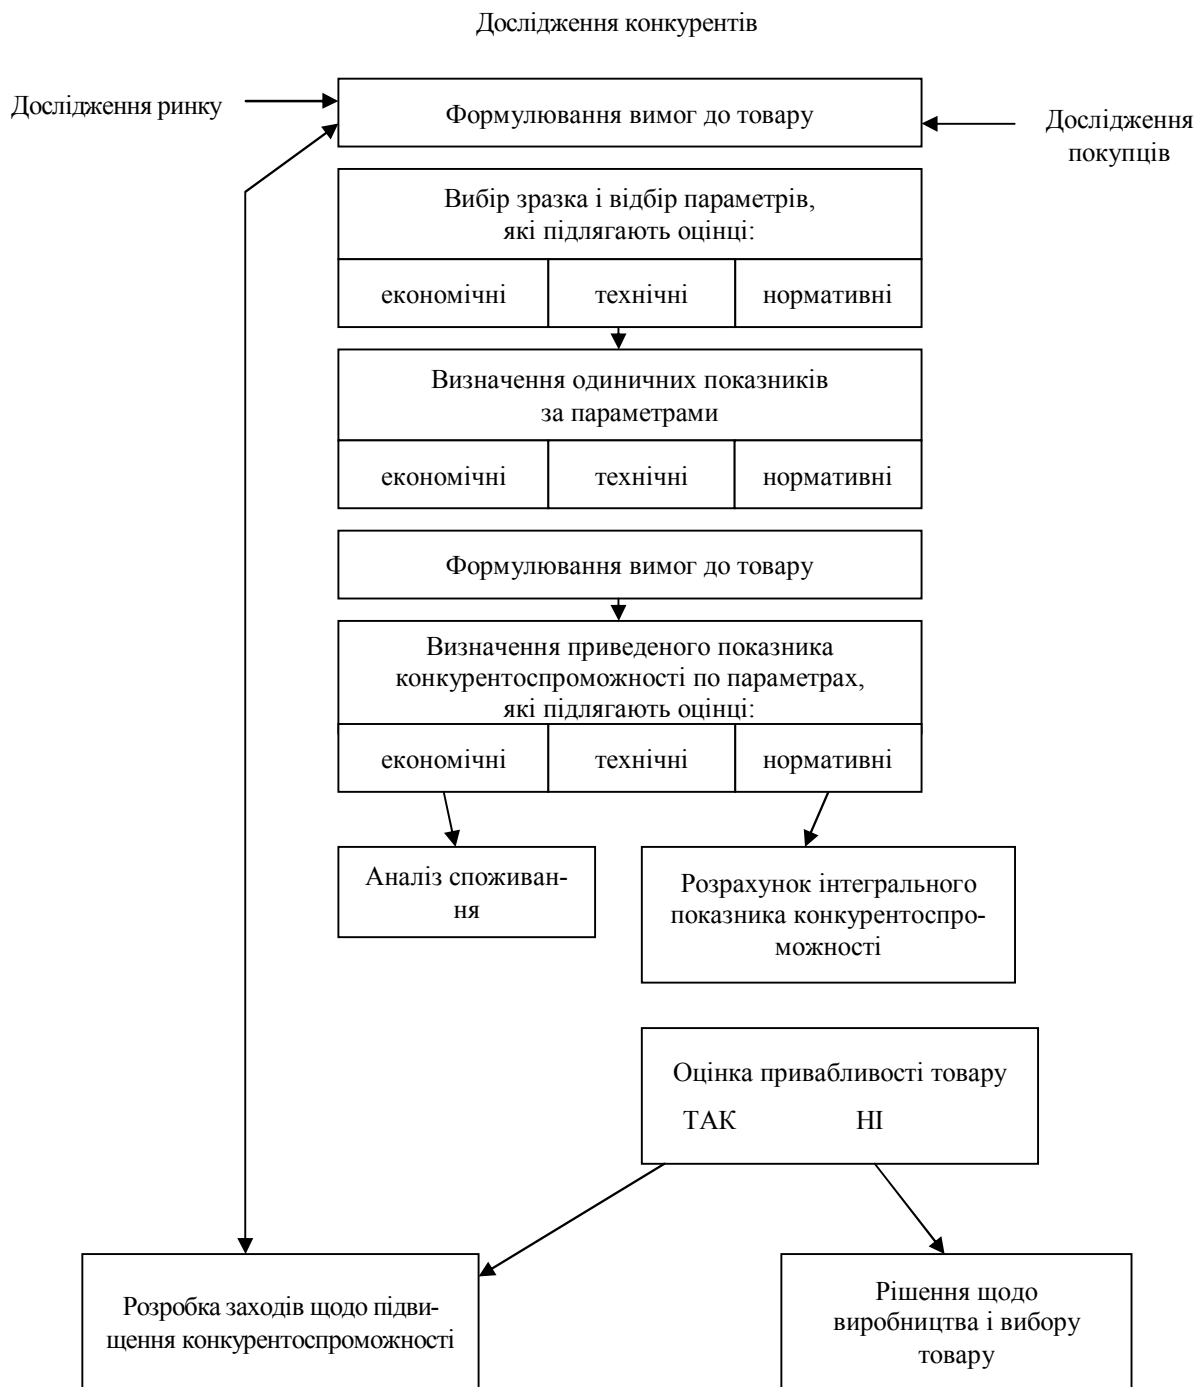 Дослідження конкурентів
Дослідження ринку
Формулювання вимог до товару
Дослідження
покупців
Вибір зразка і відбір параметрів,
які підлягають оцінці:
економічні
технічні
нормативні
Визначення одиничних показників
за параметрами
економічні
технічні
нормативні
Формулювання вимог до товару
Визначення приведеного показника
конкурентоспроможності по параметрах,
які підлягають оцінці:
економічні
технічні
нормативні
Аналіз споживан-
ня
Розрахунок інтегрального
показника конкурентоспро-
можності
Оцінка привабливості товару
ТАК НІ
Розробка заходів щодо підви-
щення конкурентоспроможності
Рішення щодо
виробництва і вибору
товару